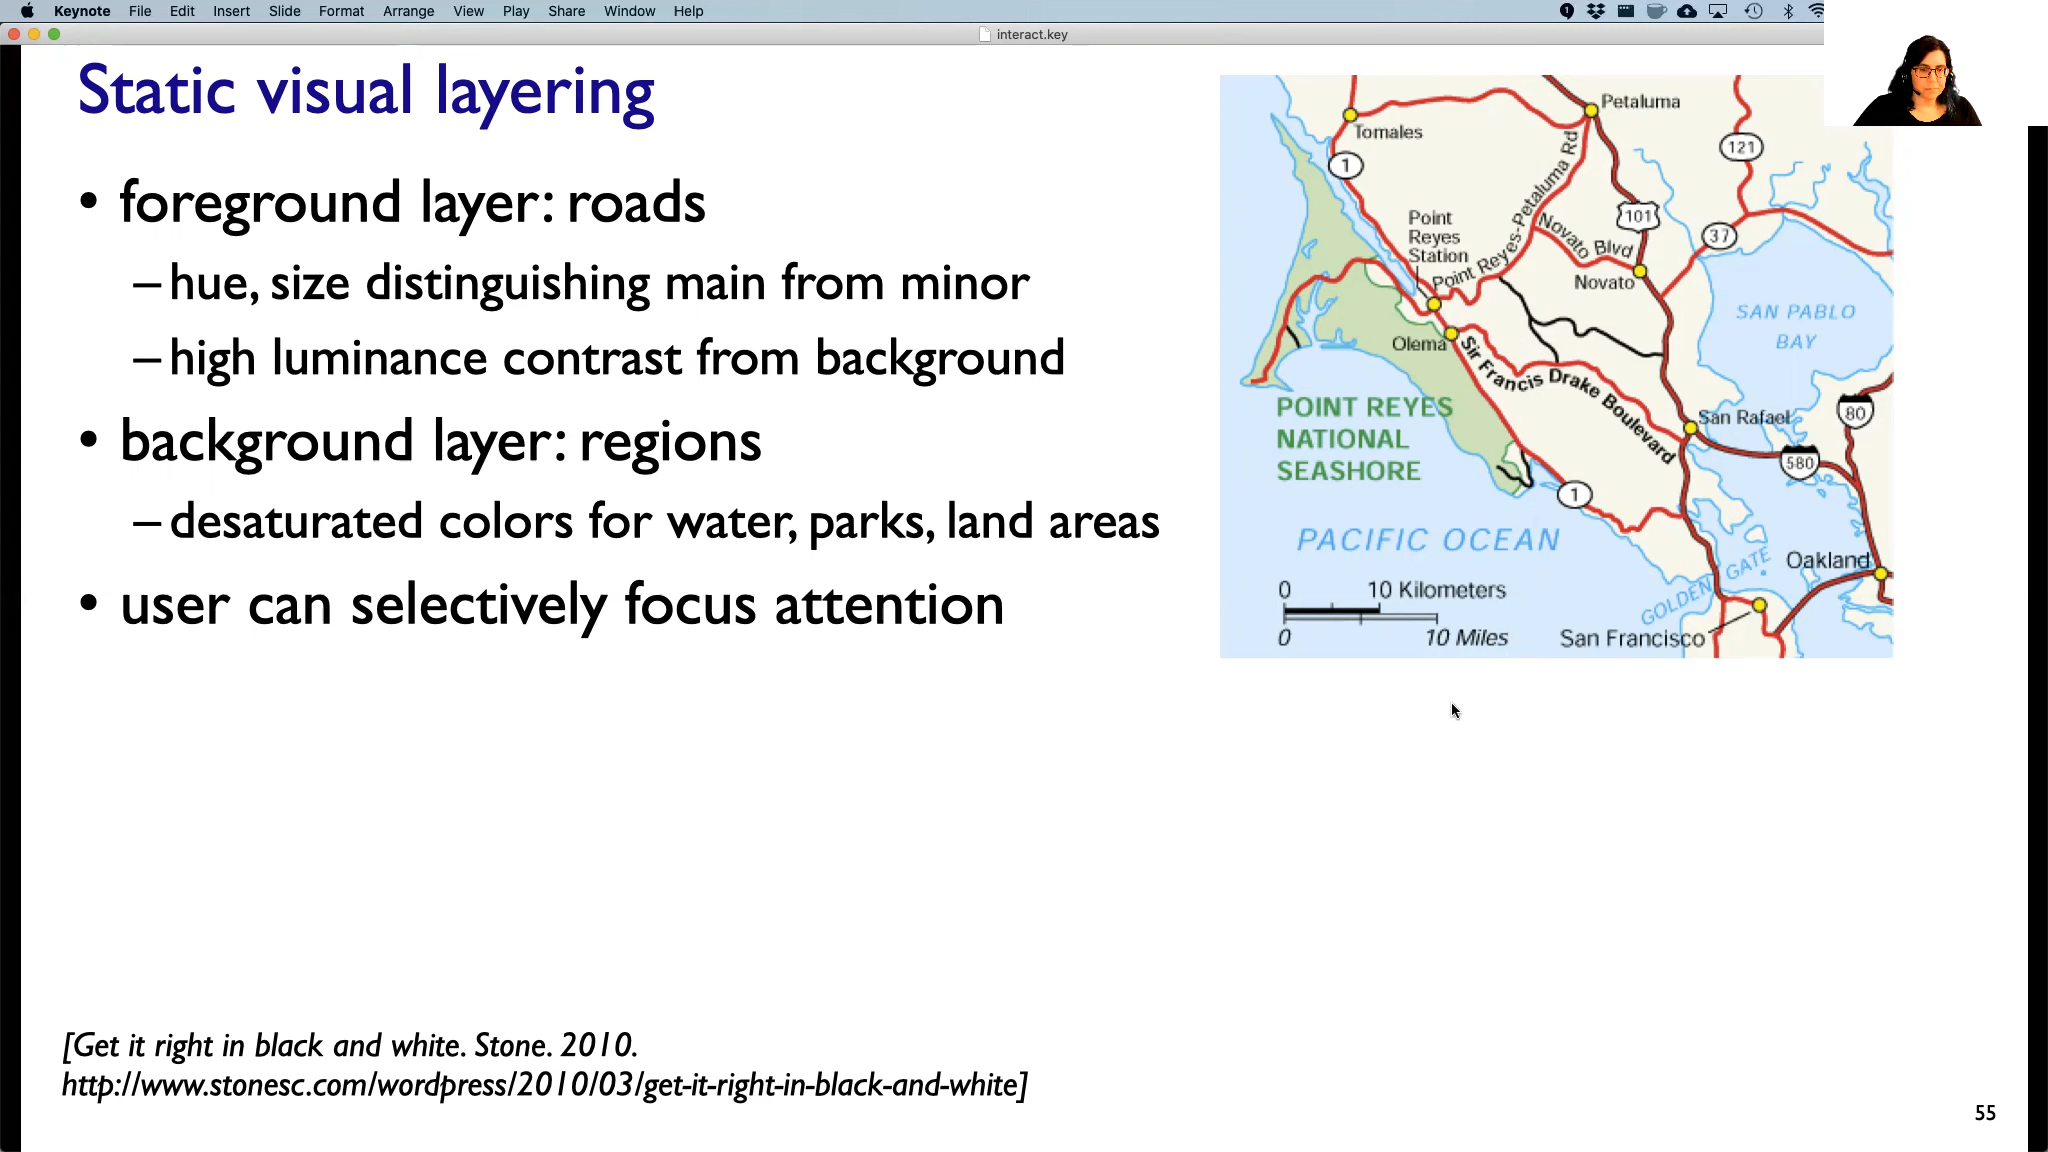 Keynote File Edit Insert Slide Format Arrange View Play Share Window Help
interact.key
Static visual layering
• foreground layer: roads
– hue, size distinguishing main from minor
– high luminance contrast from background
• background layer: regions
– desaturated colors for water, parks, land areas
• user can selectively focus attention
Petaluma
Tomales
1
121
Point Reyes-Petaluma Rd
101
Point
Reyes
Station
Novato Blvd
37
Novato
SAN PABLO
BAY
Olema
Sir Francis Drake Boulevard
POINT REYES
NATIONAL
SEASHORE
San Rafael
80
580
1
PACIFIC OCEAN
GOLDEN GATE
Oakland
0 10 Kilometers
0 10 Miles
San Francisco
[Get it right in black and white. Stone. 2010.
http://www.stonesc.com/wordpress/2010/03/get-it-right-in-black-and-white]
55